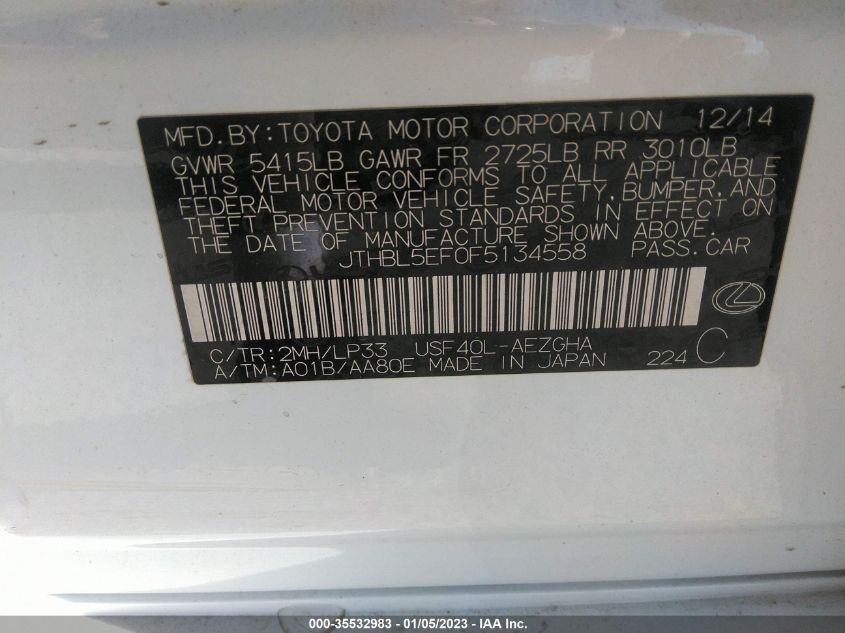 MFD.BY:TOYOTA MOTOR CORPORATION 12/14
GVWR 5415LB GAWR FR 2725LB RR 3010LB
THIS VEHICLE CONFORMS TO ALL APPLICABLE
FEDERAL MOTOR VEHICLE SAFETY,BUMPER,AND
THEFT PREVENTION STANDARDS IN EFFECT ON
THE DATE OF MANUFACTURE SHOWN ABOVE.
JTHBL5EF0F5134558 PASS.CAR
C/TR:2MH/LP33 USF40L-AEZGHA
A/TM:A01B/AA80E MADE IN JAPAN 224 C
000-35532983 - 01/05/2023 - IAA Inc.